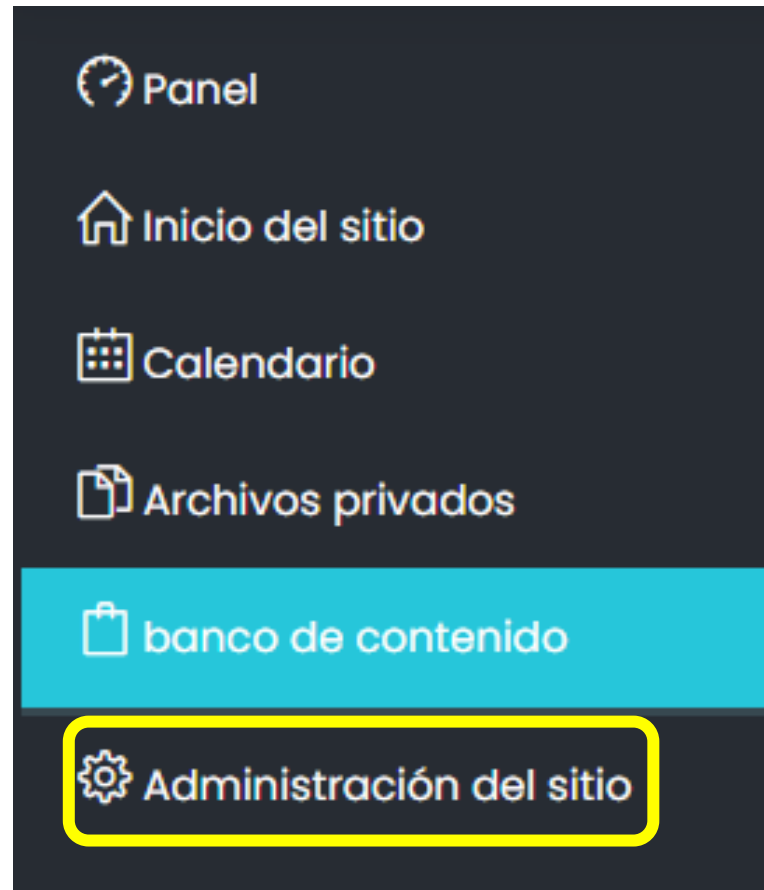 Panel
Inicio del sitio
Calendario
Archivos privados
banco de contenido
Administración del sitio